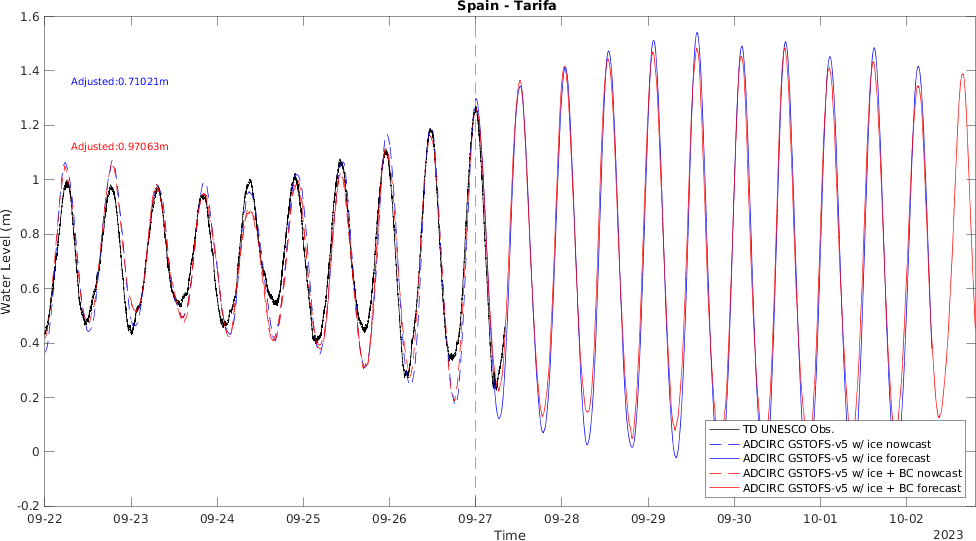 Spain - Tarifa
1.6
1.4
1.2
1
0.8
0.6
0.4
0.2
0
-0.2
Water Level (m)
Adjusted:0.71021m
Adjusted:0.97063m
TD UNESCO Obs.
ADCIRC GSTOFS-v5 w/ ice nowcast
ADCIRC GSTOFS-v5 w/ ice forecast
ADCIRC GSTOFS-v5 w/ ice + BC nowcast
ADCIRC GSTOFS-v5 w/ ice + BC forecast
09-22 09-23 09-24 09-25 09-26 09-27 09-28 09-29 09-30 10-01 10-02
Time
2023